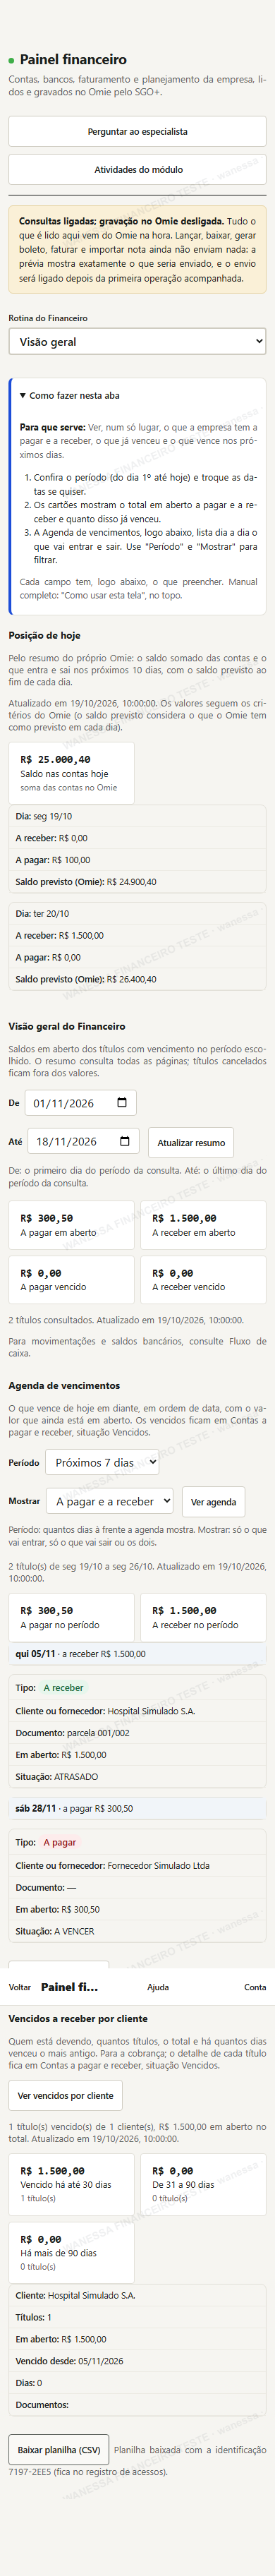 Painel financeiro
Contas, bancos, faturamento e planejamento da empresa, li-
dos e gravados no Omie pelo SGO+.
Perguntar ao especialista
Atividades do módulo
Consultas ligadas; gravação no Omie desligada. Tudo o
que é lido aqui vem do Omie na hora. Lançar, baixar, gerar
boleto, faturar e importar nota ainda não enviam nada: a
prévia mostra exatamente o que seria enviado, e o envio
será ligado depois da primeira operação acompanhada.
Rotina do Financeiro
Visão geral
▼ Como fazer nesta aba
Para que serve: Ver, num só lugar, o que a empresa tem a
pagar e a receber, o que já venceu e o que vence nos pró-
ximos dias.
1. Confira o período (do dia 1º até hoje) e troque as da-
tas se quiser.
2. Os cartões mostram o total em aberto a pagar e a re-
ceber e quanto disso já venceu.
3. A Agenda de vencimentos, logo abaixo, lista dia a dia o
que vai entrar e sair. Use "Período" e "Mostrar" para
filtrar.
Cada campo tem, logo abaixo, o que preencher. Manual
completo: "Como usar esta tela", no topo.
Posição de hoje
Pelo resumo do próprio Omie: o saldo somado das contas e o
que entra e sai nos próximos 10 dias, com o saldo previsto ao
fim de cada dia.
Atualizado em 19/10/2026, 10:00:00. Os valores seguem os cri-
térios do Omie (o saldo previsto considera o que o Omie tem
como previsto em cada dia).
R$ 25.000,40
Saldo nas contas hoje
soma das contas no Omie
Dia: seg 19/10
A receber: R$ 0,00
A pagar: R$ 100,00
Saldo previsto (Omie): R$ 24.900,40
Dia: ter 20/10
A receber: R$ 1.500,00
A pagar: R$ 0,00
Saldo previsto (Omie): R$ 26.400,40
Visão geral do Financeiro
Saldos em aberto dos títulos com vencimento no período esco-
lhido. O resumo consulta todas as páginas; títulos cancelados
ficam fora dos valores.
De 01/11/2026
Até 18/11/2026 Atualizar resumo
De: o primeiro dia do período da consulta. Até: o último dia do
período da consulta.
R$ 300,50
A pagar em aberto
R$ 1.500,00
A receber em aberto
R$ 0,00
A pagar vencido
R$ 0,00
A receber vencido
2 títulos consultados. Atualizado em 19/10/2026, 10:00:00.
Para movimentações e saldos bancários, consulte Fluxo de
caixa.
Agenda de vencimentos
O que vence de hoje em diante, em ordem de data, com o va-
lor que ainda está em aberto. Os vencidos ficam em Contas a
pagar e receber, situação Vencidos.
Período Próximos 7 dias
Mostrar A pagar e a receber Ver agenda
Período: quantos dias à frente a agenda mostra. Mostrar: só o que
vai entrar, só o que vai sair ou os dois.
2 título(s) de seg 19/10 a seg 26/10. Atualizado em 19/10/2026,
10:00:00.
R$ 300,50
A pagar no período
R$ 1.500,00
A receber no período
qui 05/11 · a receber R$ 1.500,00
Tipo: A receber
Cliente ou fornecedor: Hospital Simulado S.A.
Documento: parcela 001/002
Em aberto: R$ 1.500,00
Situação: ATRASADO
sáb 28/11 · a pagar R$ 300,50
Tipo: A pagar
Cliente ou fornecedor: Fornecedor Simulado Ltda
Documento: —
Em aberto: R$ 300,50
Situação: A VENCER
Voltar Painel fi... Ajuda Conta
Vencidos a receber por cliente
Quem está devendo, quantos títulos, o total e há quantos dias
venceu o mais antigo. Para a cobrança; o detalhe de cada título
fica em Contas a pagar e receber, situação Vencidos.
Ver vencidos por cliente
1 título(s) vencido(s) de 1 cliente(s), R$ 1.500,00 em aberto no
total. Atualizado em 19/10/2026, 10:00:00.
R$ 1.500,00
Vencido há até 30 dias
1 título(s)
R$ 0,00
De 31 a 90 dias
0 título(s)
R$ 0,00
Há mais de 90 dias
0 título(s)
Cliente: Hospital Simulado S.A.
Títulos: 1
Em aberto: R$ 1.500,00
Vencido desde: 05/11/2026
Dias: 0
Documentos:
Baixar planilha (CSV) Planilha baixada com a identificação
7197-2EE5 (fica no registro de acessos).
WANESSA FINANCEIRO TESTE · wanessa